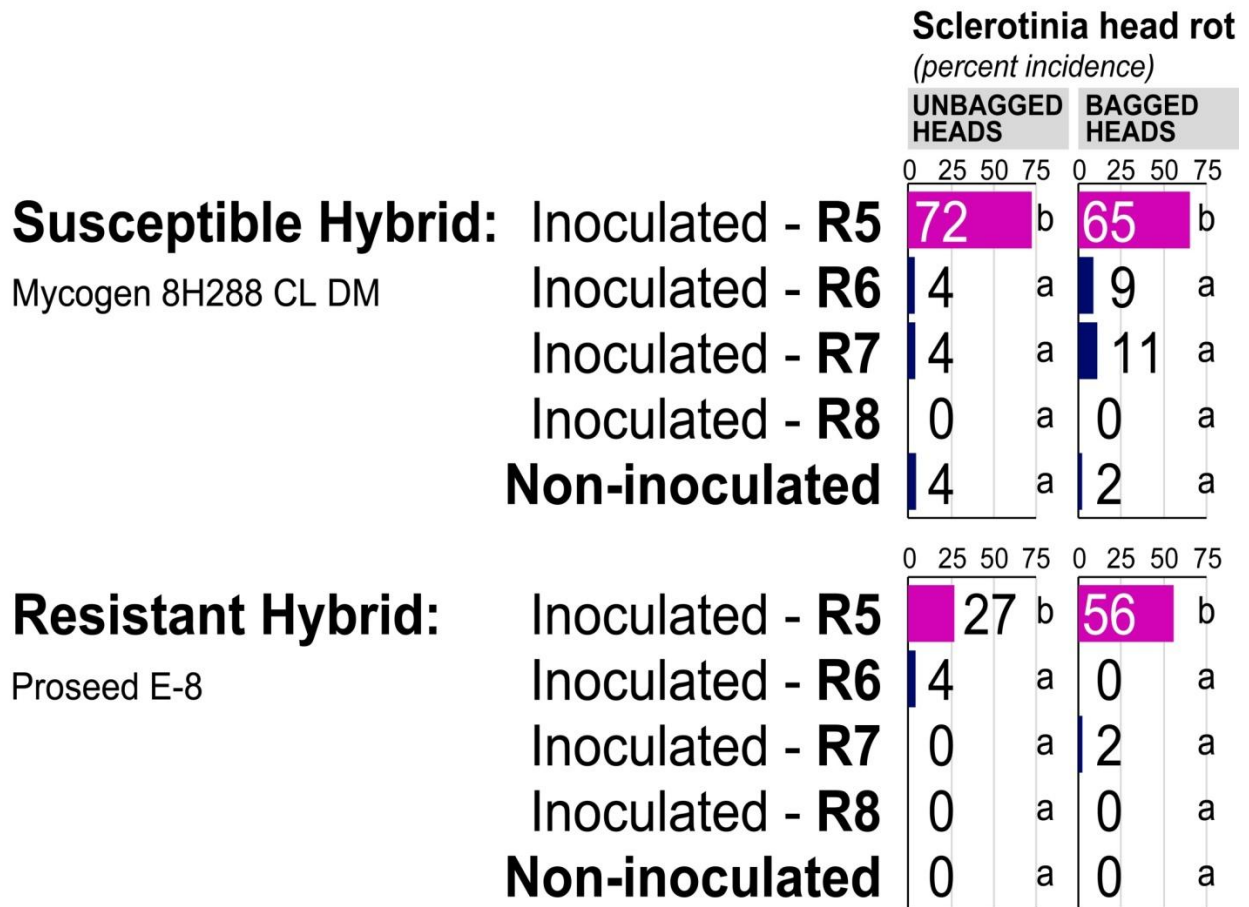 Sclerotinia head rot
(percent incidence)
UNBAGGED HEADS
BAGGED HEADS
0 25 50 75 0 25 50 75
Susceptible Hybrid: Inoculated - R5 72 b 65 b
Mycogen 8H288 CL DM Inoculated - R6 4 a 9 a
Inoculated - R7 4 a 11 a
Inoculated - R8 0 a 0 a
Non-inoculated 4 a 2 a
0 25 50 75 0 25 50 75
Resistant Hybrid: Inoculated - R5 27 b 56 b
Proseed E-8 Inoculated - R6 4 a 0 a
Inoculated - R7 0 a 2 a
Inoculated - R8 0 a 0 a
Non-inoculated 0 a 0 a